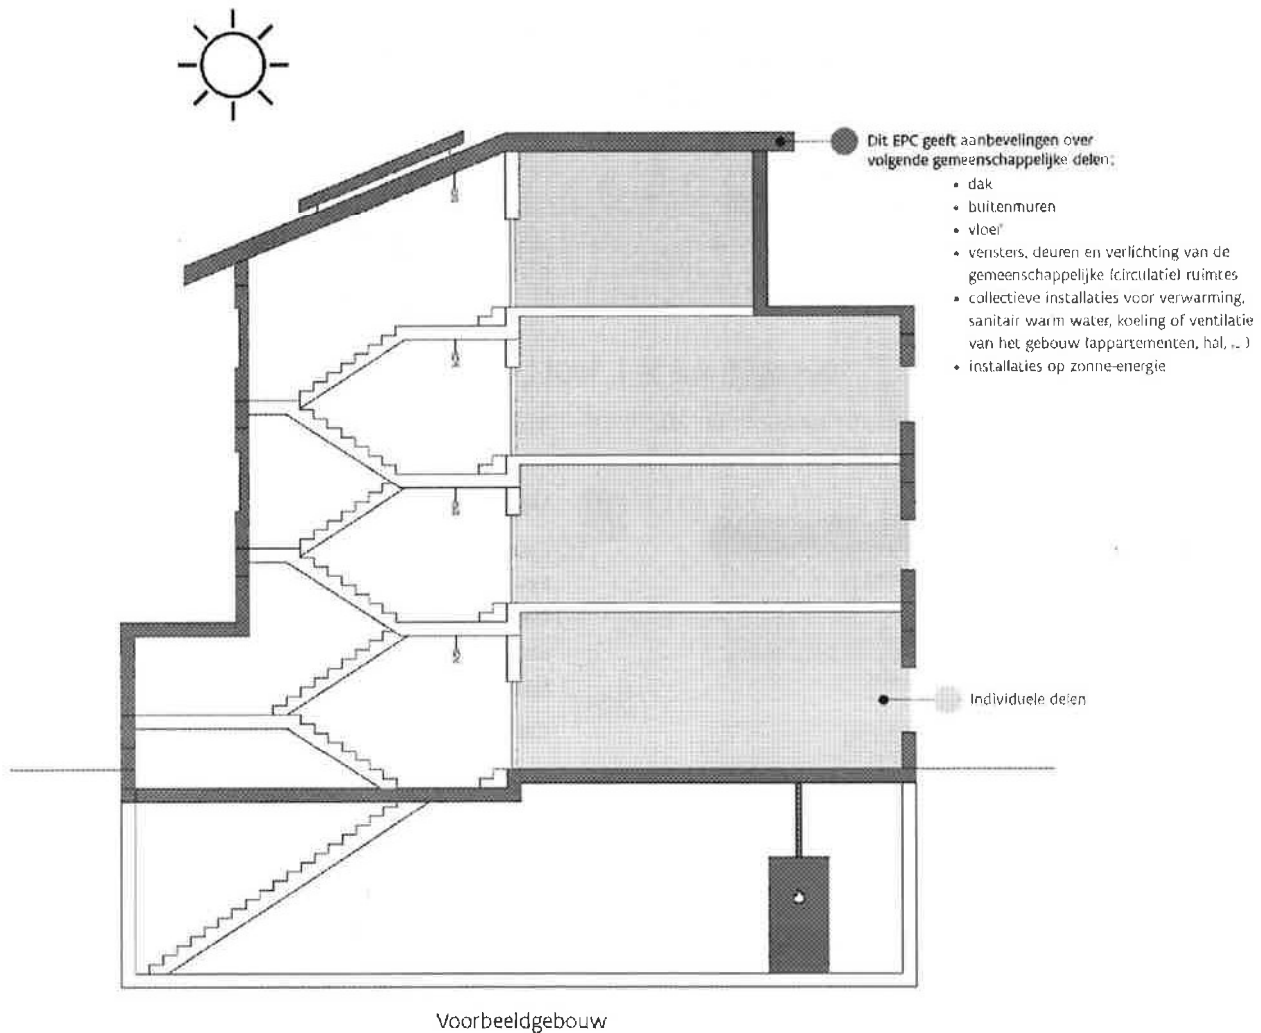 Dit EPC geeft aanbevelingen over
volgende gemeenschappelijke delen:
• dak
• buitenmuren
• vloer
• vensters, deuren en verlichting van de
gemeenschappelijke (circulatie) ruimtes
• collectieve installaties voor verwarming,
sanitair warm water, koeling of ventilatie
van het gebouw (appartementen, hal, ... )
• installaties op zonne-energie
Individuele delen
Voorbeeldgebouw